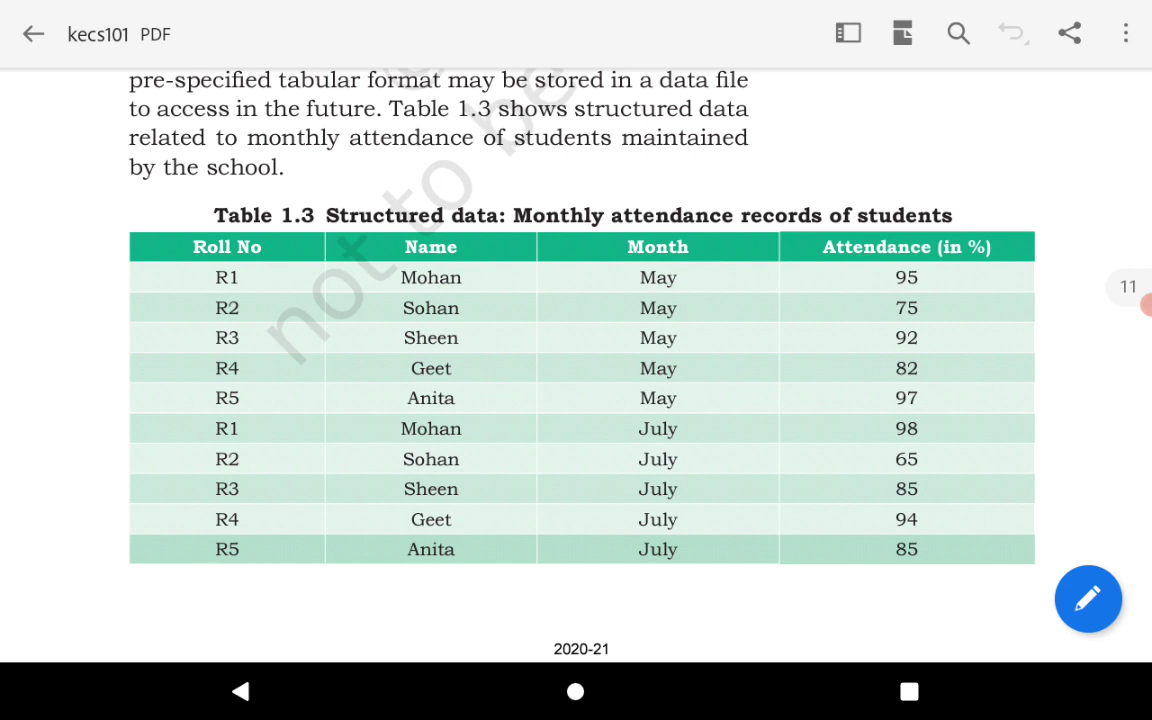 kecs101 PDF
pre-specified tabular format may be stored in a data file
to access in the future. Table 1.3 shows structured data
related to monthly attendance of students maintained
by the school.
Table 1.3 Structured data: Monthly attendance records of students
Roll No Name Month Attendance (in %)
R1 Mohan May 95
R2 Sohan May 75
R3 Sheen May 92
R4 Geet May 82
R5 Anita May 97
R1 Mohan July 98
R2 Sohan July 65
R3 Sheen July 85
R4 Geet July 94
R5 Anita July 85
11
not to be
2020-21